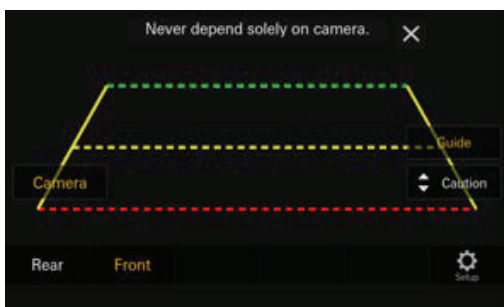 Never depend solely on camera.
Guide
Camera
Caution
Rear
Front
Setup